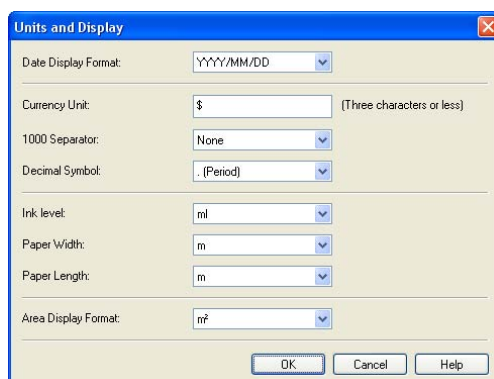 Units and Display
Date Display Format: YYYY/MM/DD
Currency Unit: $ (Three characters or less)
1000 Separator: None
Decimal Symbol: . (Period)
Ink level: ml
Paper Width: m
Paper Length: m
Area Display Format: m²
OK Cancel Help